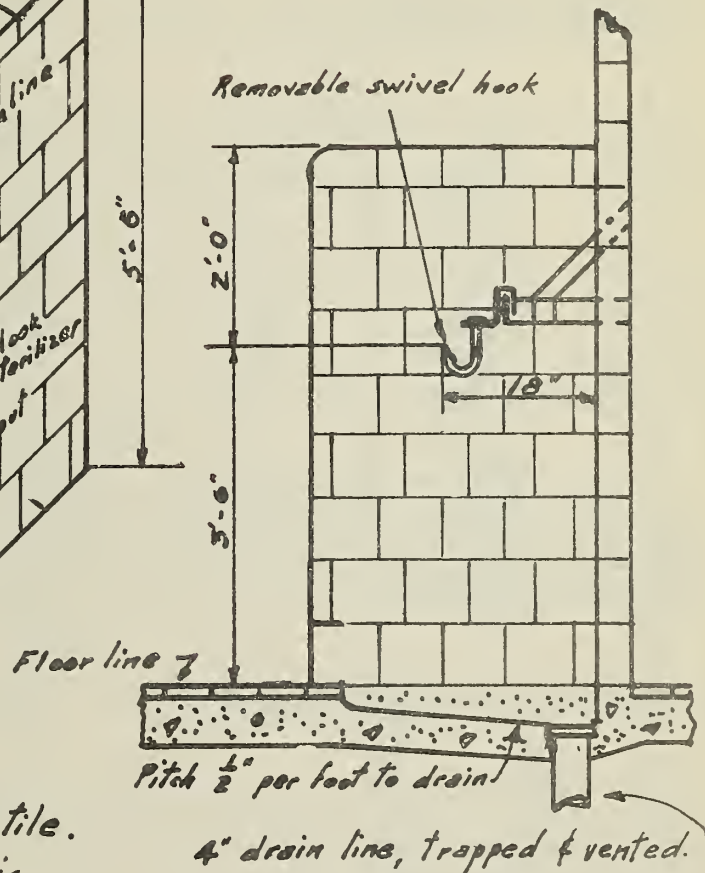 line
Removable swivel hook
5'-6"
2'-0"
18"
3'-6"
Floor line
Pitch ½" per foot to drain
tile.
4" drain line, trapped & vented.